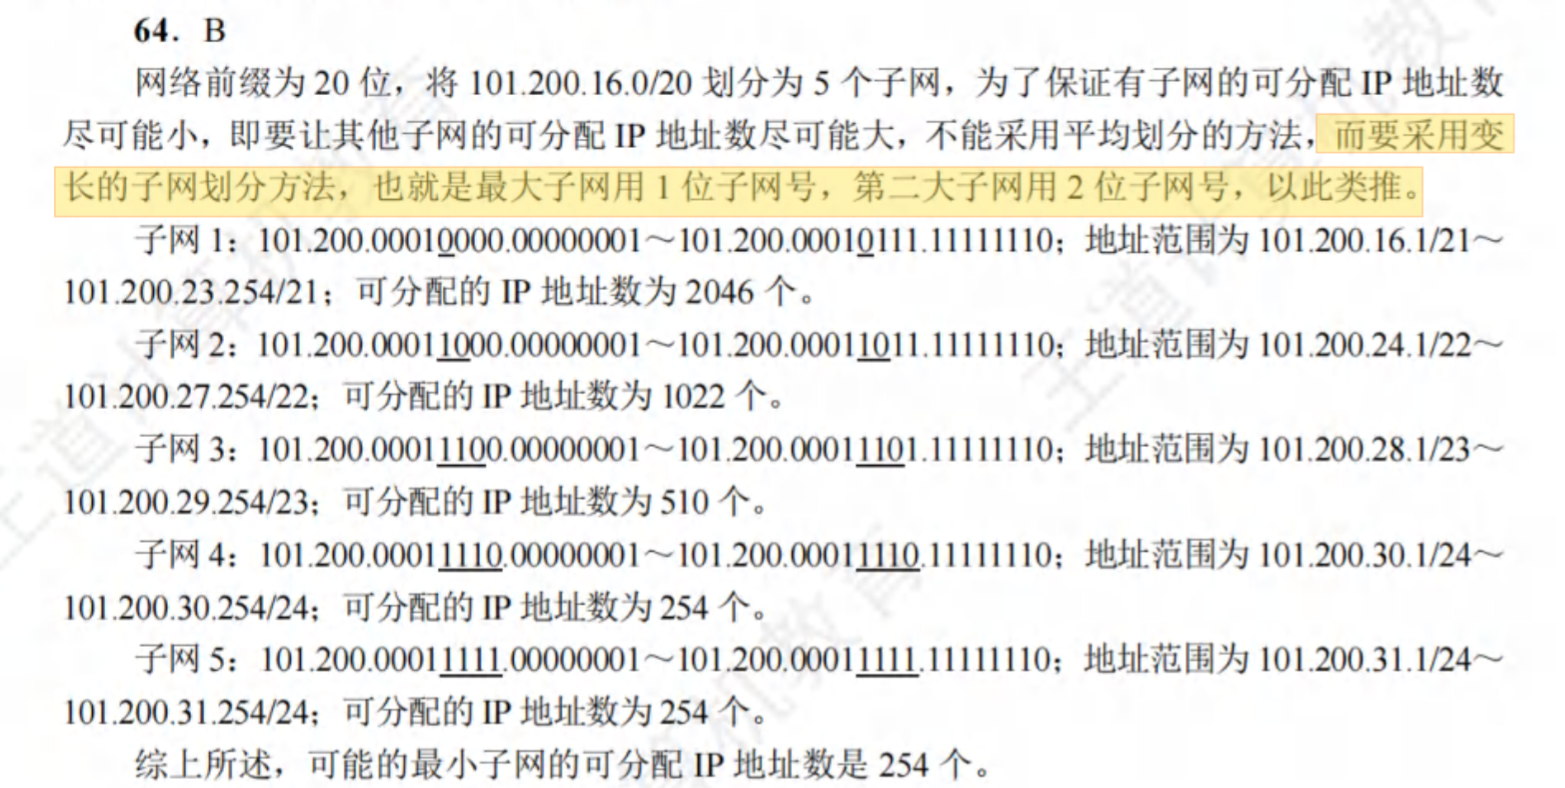 64. B
网络前缀为 20 位，将 101.200.16.0/20 划分为 5 个子网，为了保证有子网的可分配 IP 地址数
尽可能小，即要让其他子网的可分配 IP 地址数尽可能大，不能采用平均划分的方法，而要采用变
长的子网划分方法，也就是最大子网用 1 位子网号，第二大子网用 2 位子网号，以此类推。
子网 1：101.200.00010000.00000001～101.200.00010111.11111110；地址范围为 101.200.16.1/21～
101.200.23.254/21；可分配的 IP 地址数为 2046 个。
子网 2：101.200.00011000.00000001～101.200.00011011.11111110；地址范围为 101.200.24.1/22～
101.200.27.254/22；可分配的 IP 地址数为 1022 个。
子网 3：101.200.00011100.00000001～101.200.00011101.11111110；地址范围为 101.200.28.1/23～
101.200.29.254/23；可分配的 IP 地址数为 510 个。
子网 4：101.200.00011110.00000001～101.200.00011110.11111110；地址范围为 101.200.30.1/24～
101.200.30.254/24；可分配的 IP 地址数为 254 个。
子网 5：101.200.00011111.00000001～101.200.00011111.11111110；地址范围为 101.200.31.1/24～
101.200.31.254/24；可分配的 IP 地址数为 254 个。
综上所述，可能的最小子网的可分配 IP 地址数是 254 个。